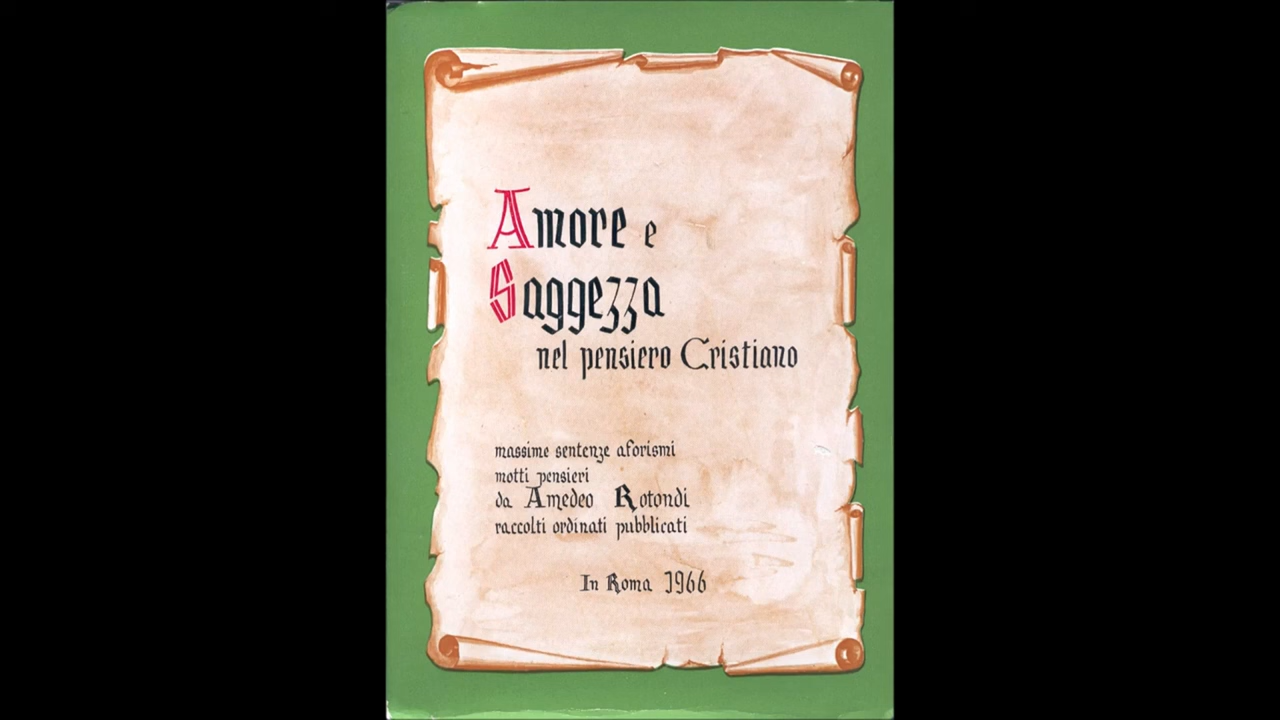 Amore e
Saggezza
nel pensiero Cristiano
massime sentenze aforismi
motti pensieri
da Amedeo Rotondi
raccolti ordinati pubblicati
In Roma 1966